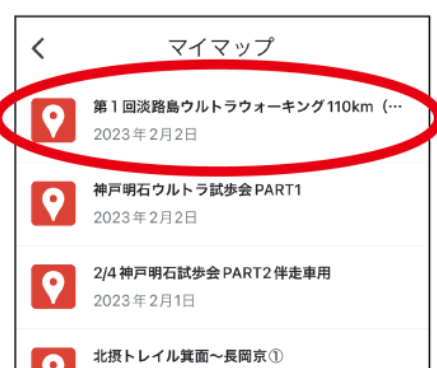 マイマップ
第1回淡路島ウルトラウォーキング110km（…
2023年2月2日
神戸明石ウルトラ試歩会PART1
2023年2月2日
2/4神戸明石試歩会PART2伴走車用
2023年2月1日
北摂トレイル箕面〜長岡京①